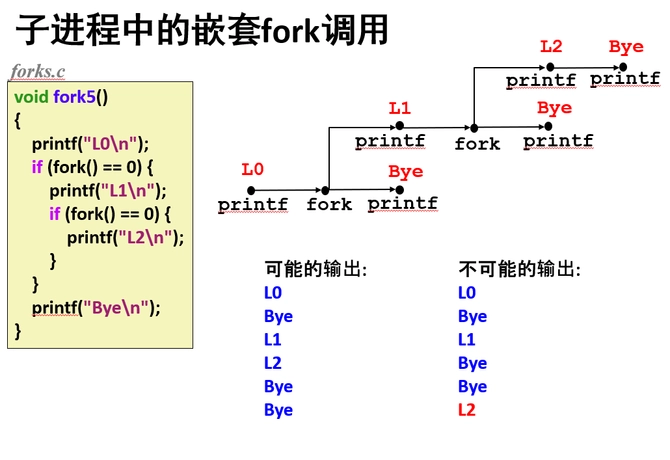 子进程中的嵌套fork调用
forks.c
void fork5()
{
printf("L0\n");
if (fork() == 0) {
printf("L1\n");
if (fork() == 0) {
printf("L2\n");
}
}
printf("Bye\n");
}
L2 Bye
printf printf
L1 Bye
printf fork printf
L0 Bye
printf fork printf
可能的输出:
L0
Bye
L1
L2
Bye
Bye
不可能的输出:
L0
Bye
L1
Bye
Bye
L2